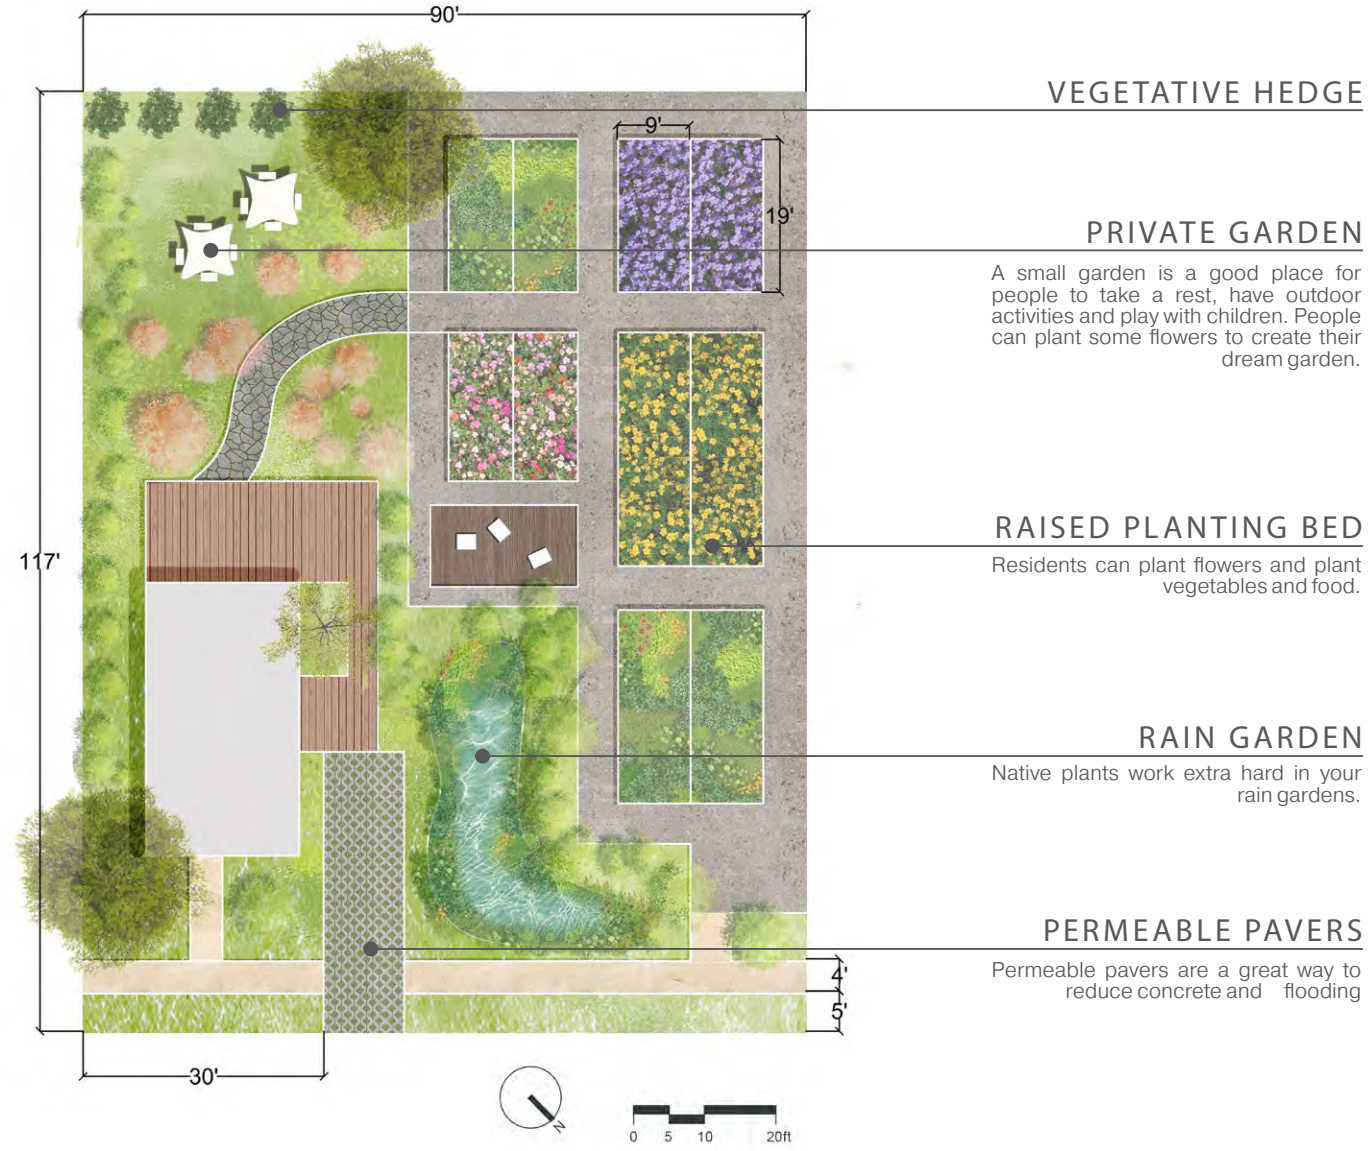 90'
VEGETATIVE HEDGE
9'
19'
PRIVATE GARDEN
A small garden is a good place for
people to take a rest, have outdoor
activities and play with children. People
can plant some flowers to create their
dream garden.
117'
RAISED PLANTING BED
Residents can plant flowers and plant
vegetables and food.
RAIN GARDEN
Native plants work extra hard in your
rain gardens.
PERMEABLE PAVERS
Permeable pavers are a great way to
reduce concrete and flooding
4'
5'
30'
N
0 5 10 20ft